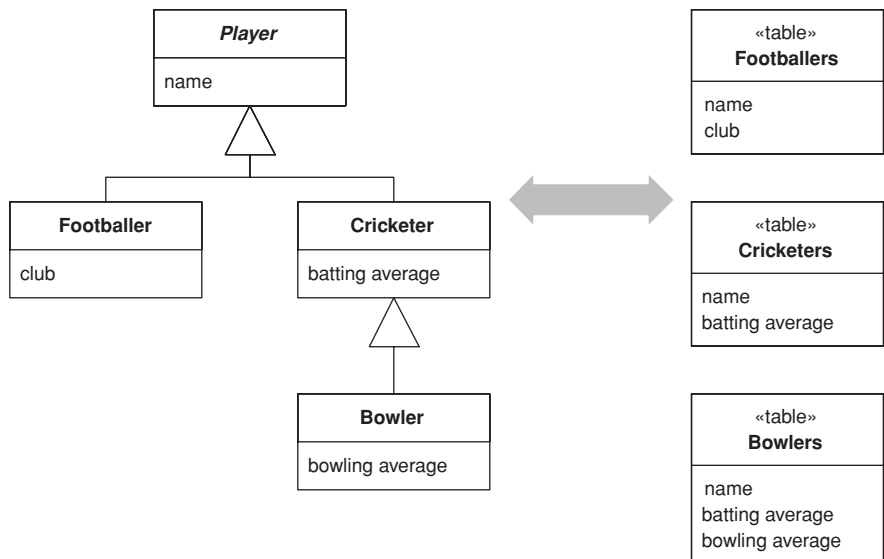 Player
name
Footballer
club
Cricketer
batting average
Bowler
bowling average
«table»
Footballers
name
club
«table»
Cricketers
name
batting average
«table»
Bowlers
name
batting average
bowling average